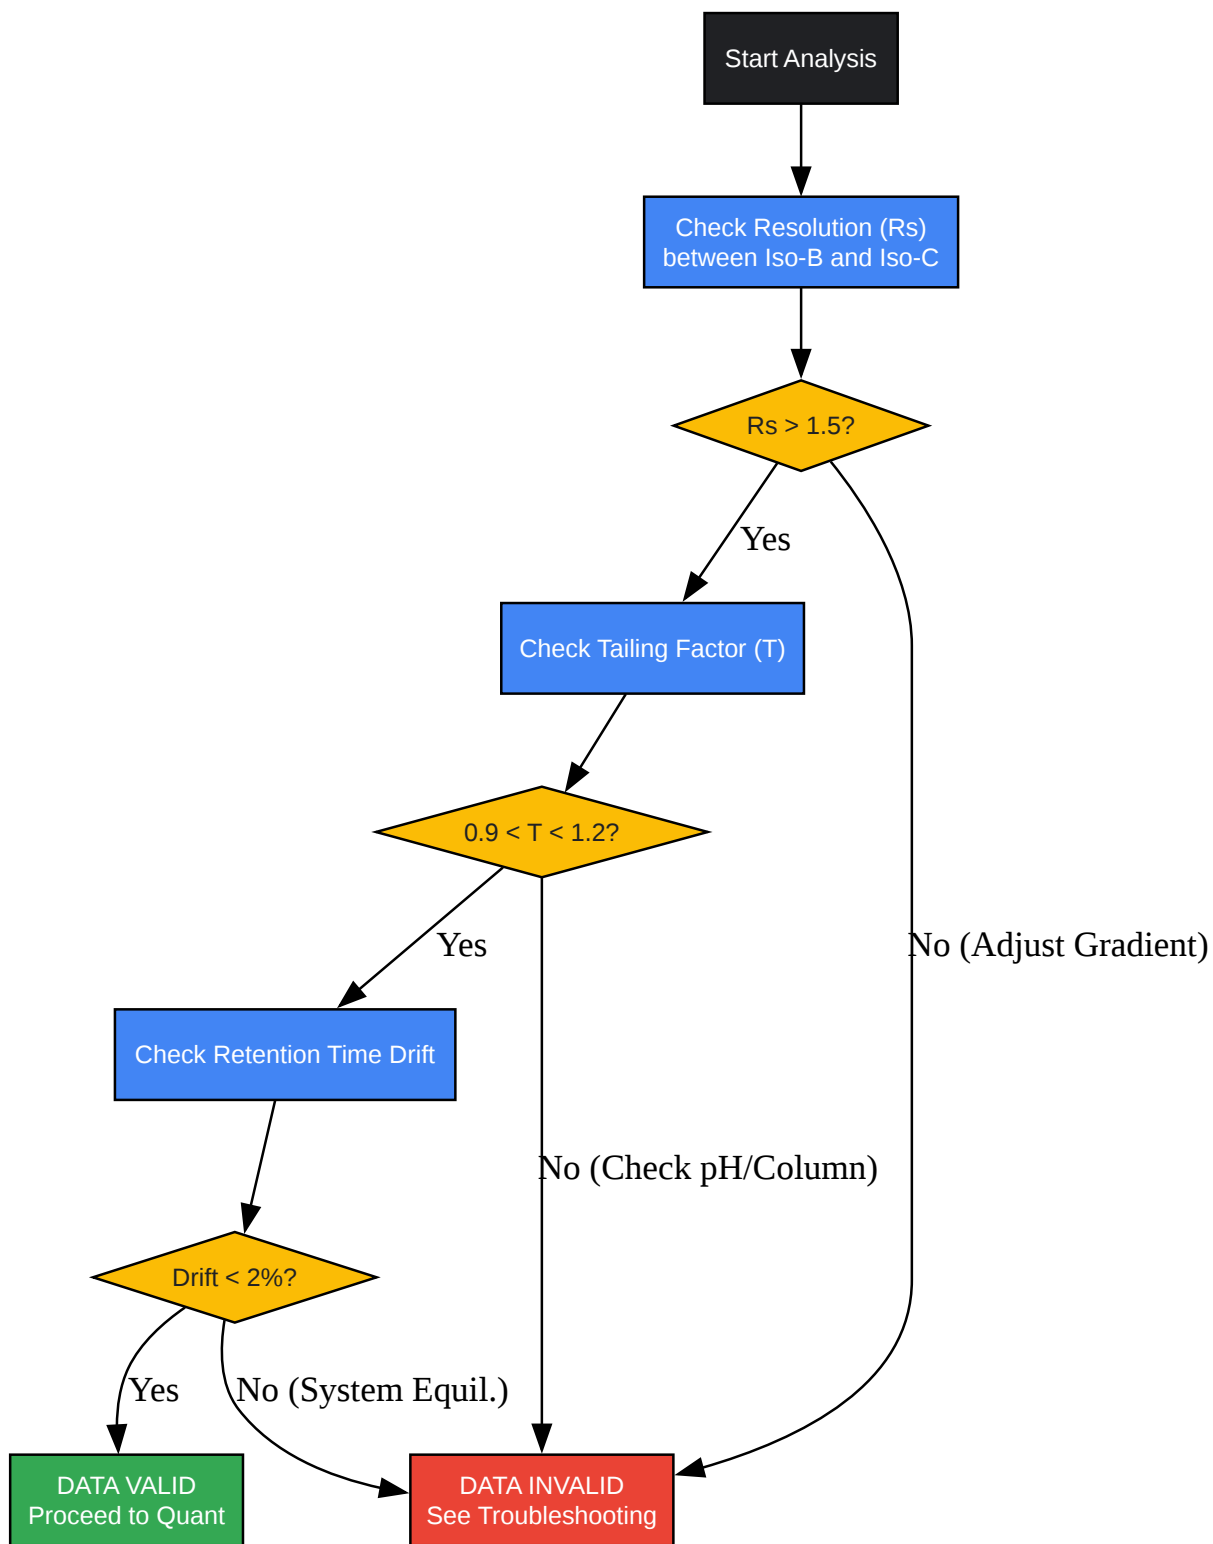 Start Analysis
Check Resolution (Rs)
between Iso-B and Iso-C
Rs > 1.5?
Yes
Check Tailing Factor (T)
0.9 < T < 1.2?
Yes
No (Adjust Gradient)
Check Retention Time Drift
No (Check pH/Column)
Drift < 2%?
Yes
No (System Equil.)
DATA VALID
Proceed to Quant
DATA INVALID
See Troubleshooting